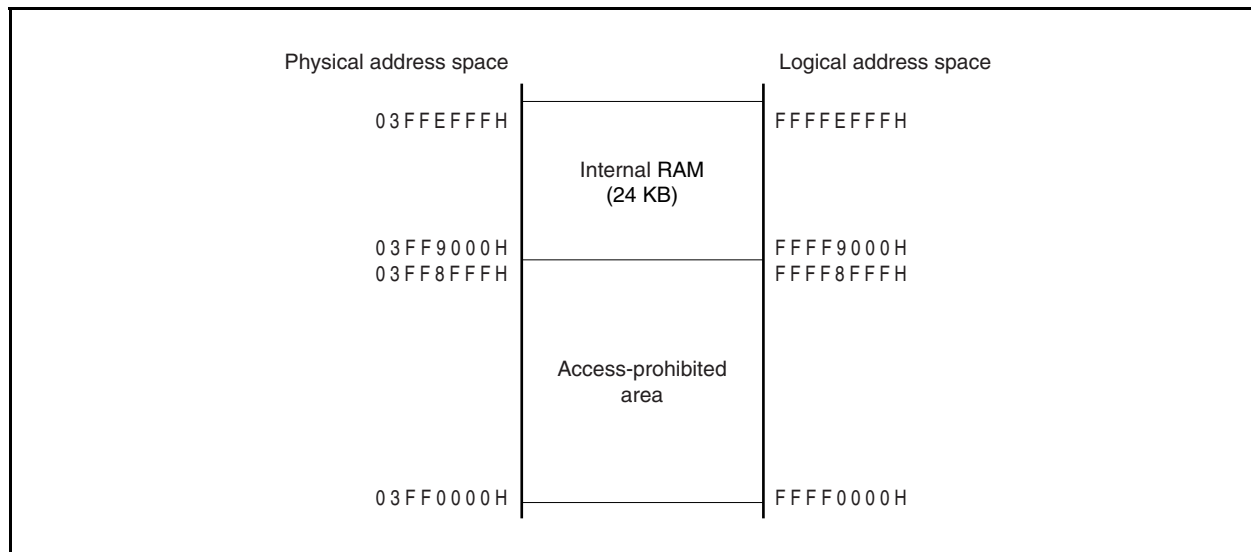 Physical address space
Logical address space
03FFEFFFH
FFFFEFFFH
Internal RAM
(24 KB)
03FF9000H
FFFF9000H
03FF8FFFH
FFFF8FFFH
Access-prohibited
area
03FF0000H
FFFF0000H